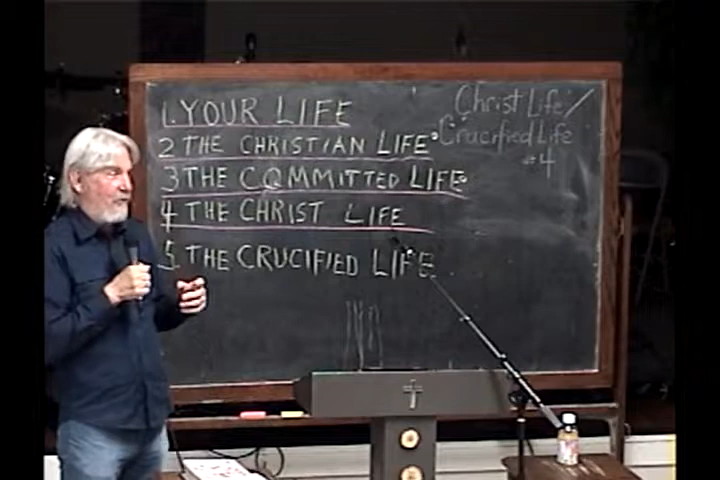 1. YOUR LIFE
2 THE CHRISTIAN LIFE
3 THE COMMITTED LIFE
4 THE CHRIST LIFE
5. THE CRUCIFIED LIFE
Christ Life/
Crucified Life
#4